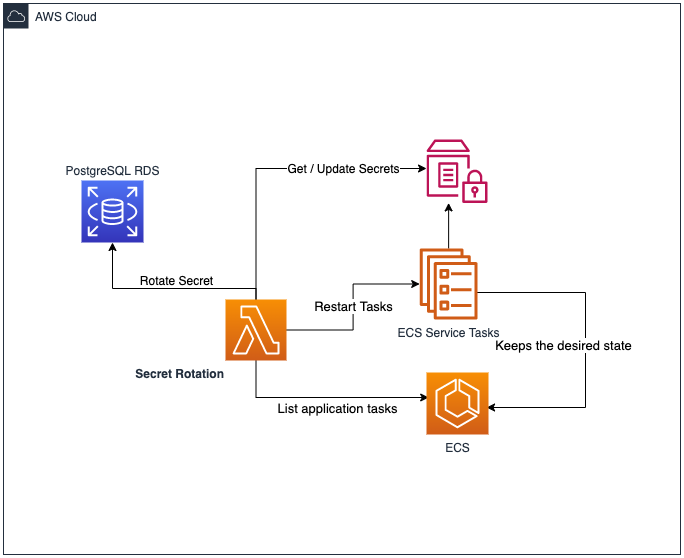 AWS Cloud
PostgreSQL RDS
Get / Update Secrets
Rotate Secret
Restart Tasks
ECS Service Tasks
Keeps the desired state
Secret Rotation
List application tasks
ECS